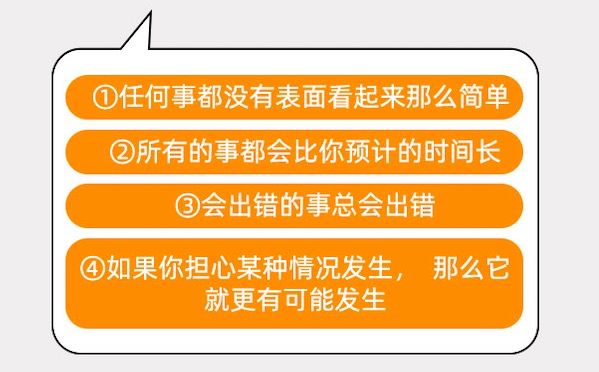 ①任何事都没有表面看起来那么简单
②所有的事都会比你预计的时间长
③会出错的事总会出错
④如果你担心某种情况发生， 那么它
就更有可能发生